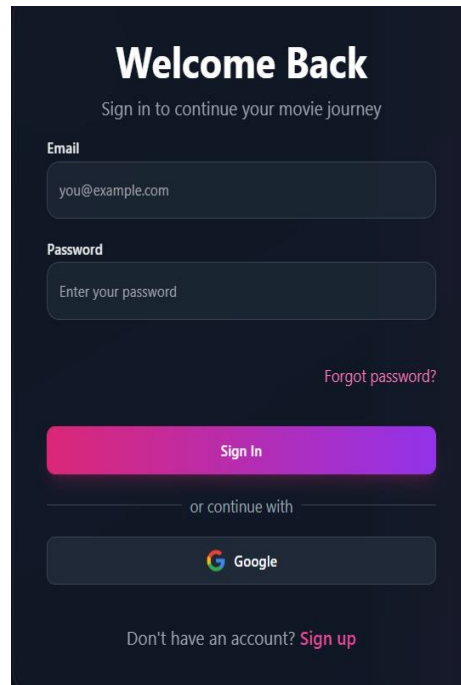 Welcome Back
Sign in to continue your movie journey
Email
you@example.com
Password
Enter your password
Forgot password?
Sign In
or continue with
Google
Don't have an account? Sign up